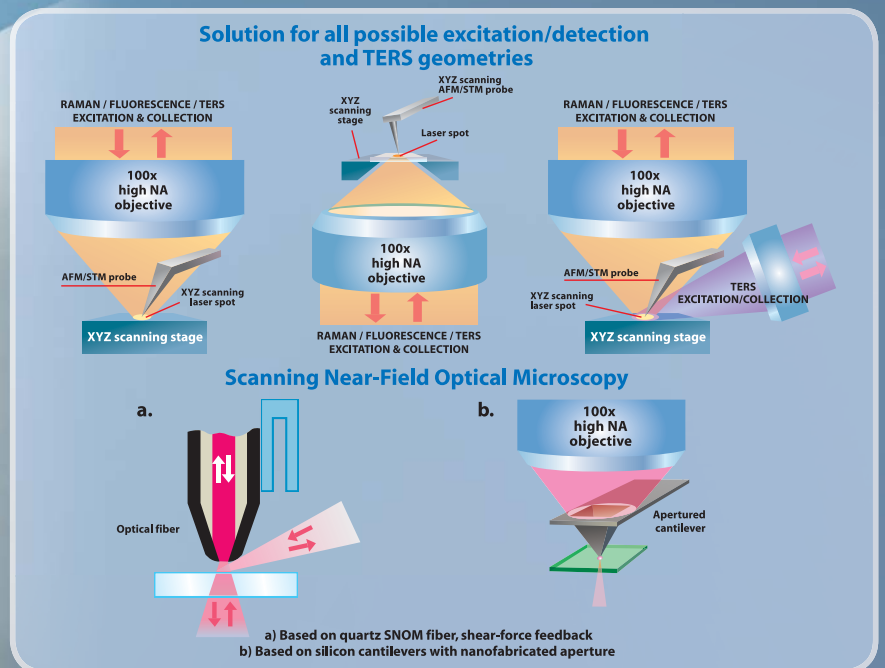 Solution for all possible excitation/detection
and TERS geometries
RAMAN / FLUORESCENCE / TERS
EXCITATION & COLLECTION
100x
high NA
objective
AFM/STM probe
XYZ scanning
laser spot
XYZ scanning stage
XYZ scanning
AFM/STM probe
XYZ
scanning
stage
Laser spot
100x
high NA
objective
RAMAN / FLUORESCENCE / TERS
EXCITATION & COLLECTION
RAMAN / FLUORESCENCE / TERS
EXCITATION & COLLECTION
100x
high NA
objective
AFM/STM probe
XYZ scanning
laser spot
TERS
EXCITATION/COLLECTION
XYZ scanning stage
Scanning Near-Field Optical Microscopy
a.
Optical fiber
b.
100x
high NA
objective
Apertured
cantilever
a) Based on quartz SNOM fiber, shear-force feedback
b) Based on silicon cantilevers with nanofabricated aperture